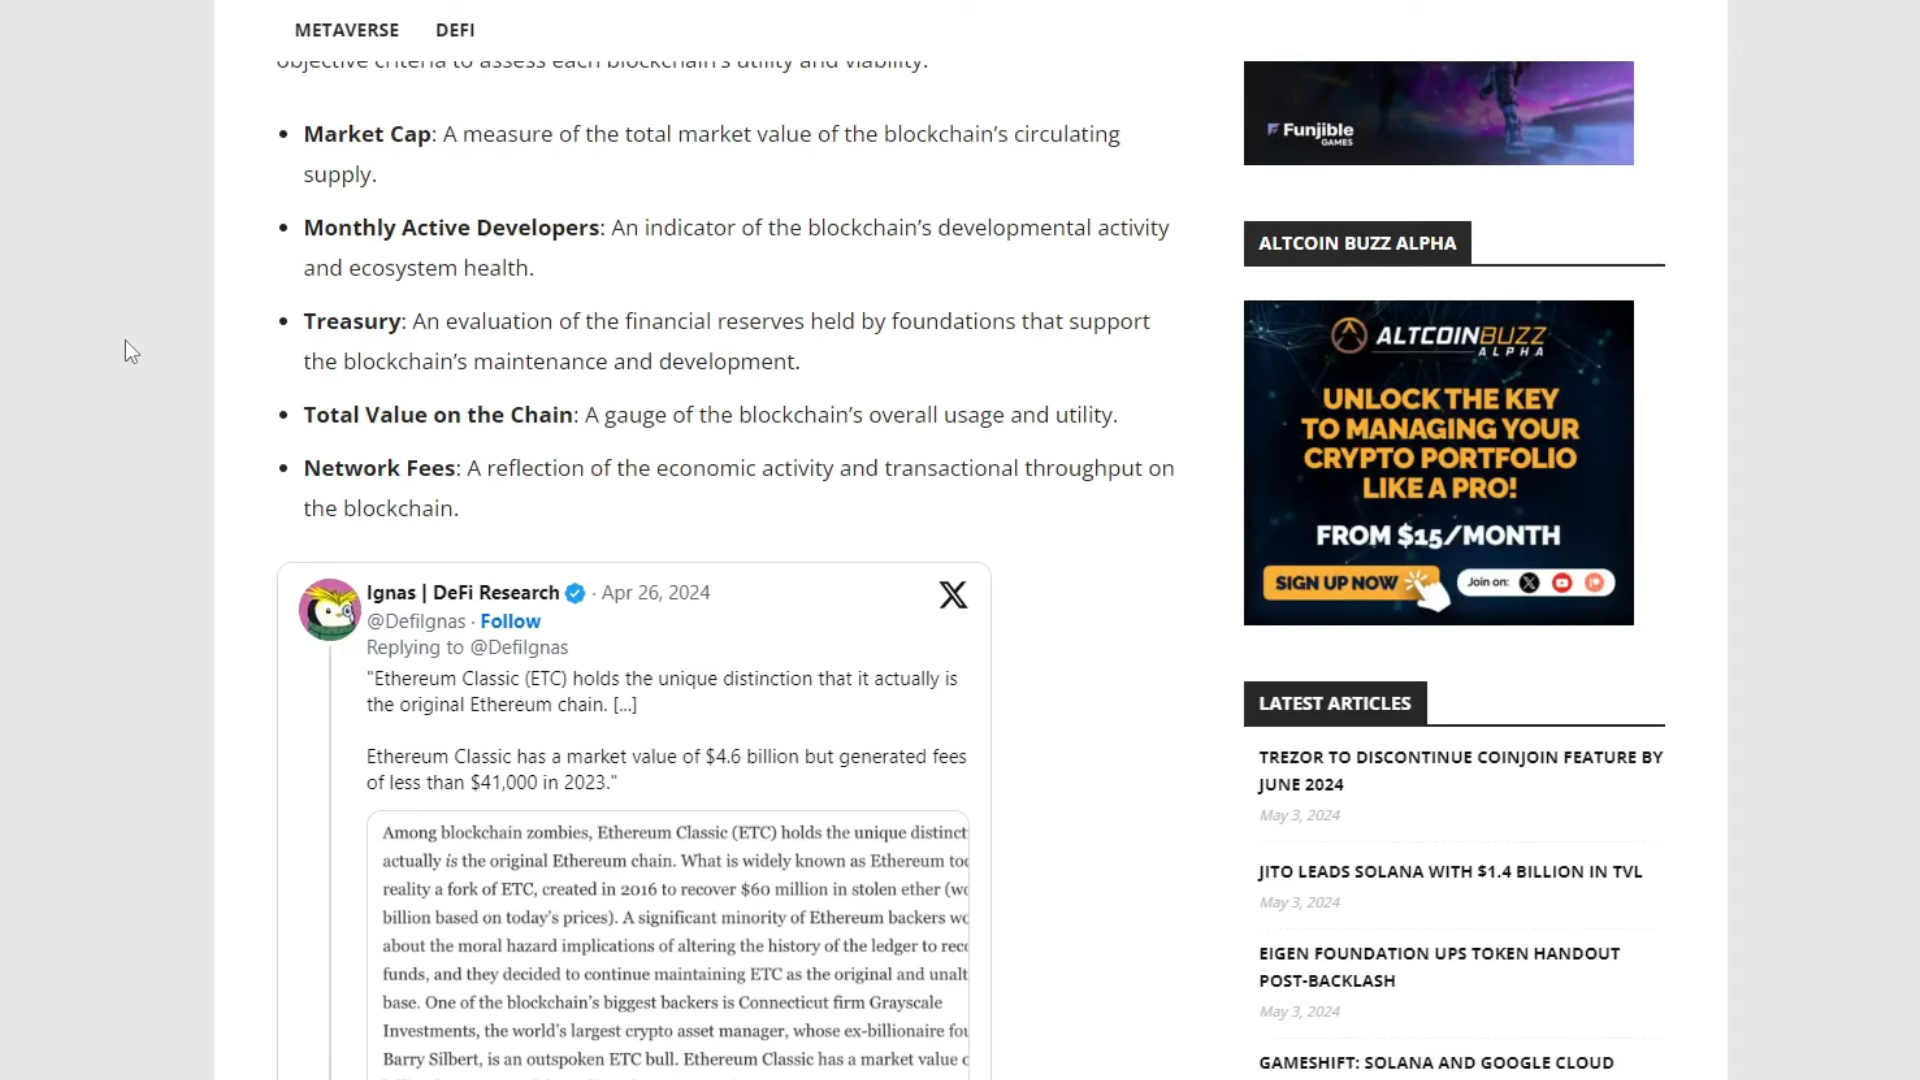 METAVERSE DEFI
objective criteria to assess each blockchain's utility and viability.
• Market Cap: A measure of the total market value of the blockchain’s circulating
supply.
• Monthly Active Developers: An indicator of the blockchain’s developmental activity
and ecosystem health.
• Treasury: An evaluation of the financial reserves held by foundations that support
the blockchain’s maintenance and development.
• Total Value on the Chain: A gauge of the blockchain’s overall usage and utility.
• Network Fees: A reflection of the economic activity and transactional throughput on
the blockchain.
Ignas | DeFi Research · Apr 26, 2024
@DefiIgnas · Follow
Replying to @DefiIgnas
"Ethereum Classic (ETC) holds the unique distinction that it actually is
the original Ethereum chain. [...]
Ethereum Classic has a market value of $4.6 billion but generated fees
of less than $41,000 in 2023."
Among blockchain zombies, Ethereum Classic (ETC) holds the unique distinct
actually is the original Ethereum chain. What is widely known as Ethereum
reality a fork of ETC, created in 2016 to recover $60 million in stolen ether
billion based on today’s prices). A significant minority of Ethereum backers
about the moral hazard implications of altering the history of the ledger to
funds, and they decided to continue maintaining ETC as the original and
base. One of the blockchain’s biggest backers is Connecticut firm Grayscale
Investments, the world’s largest crypto asset manager, whose ex-billionaire
Barry Silbert, is an outspoken ETC bull. Ethereum Classic has a market value
Funjible
GAMES
ALTCOIN BUZZ ALPHA
ALTCOINBUZZ
ALPHA
UNLOCK THE KEY
TO MANAGING YOUR
CRYPTO PORTFOLIO
LIKE A PRO!
FROM $15/MONTH
SIGN UP NOW Join on:
LATEST ARTICLES
TREZOR TO DISCONTINUE COINJOIN FEATURE BY
JUNE 2024
May 3, 2024
JITO LEADS SOLANA WITH $1.4 BILLION IN TVL
May 3, 2024
EIGEN FOUNDATION UPS TOKEN HANDOUT
POST-BACKLASH
May 3, 2024
GAMESHIFT: SOLANA AND GOOGLE CLOUD